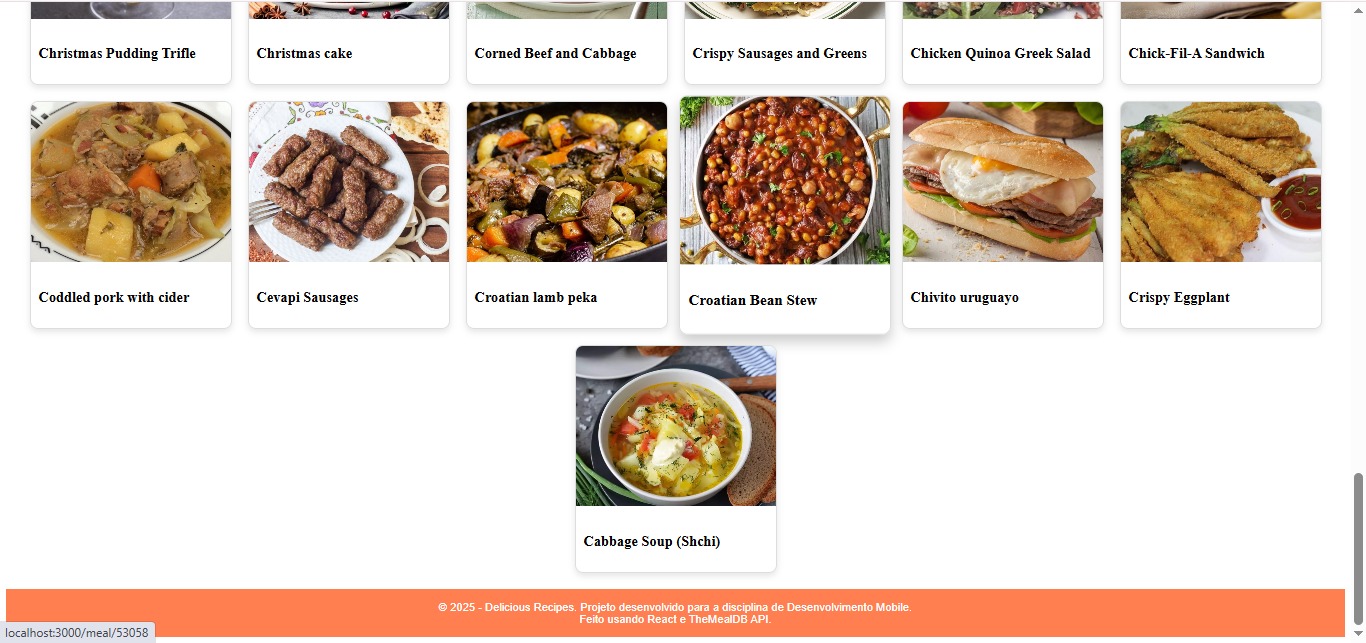 Christmas Pudding Trifle
Christmas cake
Corned Beef and Cabbage
Crispy Sausages and Greens
Chicken Quinoa Greek Salad
Chick-Fil-A Sandwich
Coddled pork with cider
Cevapi Sausages
Croatian lamb peka
Croatian Bean Stew
Chivito uruguayo
Crispy Eggplant
Cabbage Soup (Shchi)
© 2025 - Delicious Recipes. Projeto desenvolvido para a disciplina de Desenvolvimento Mobile.
Feito usando React e TheMealDB API.
localhost:3000/meal/53058